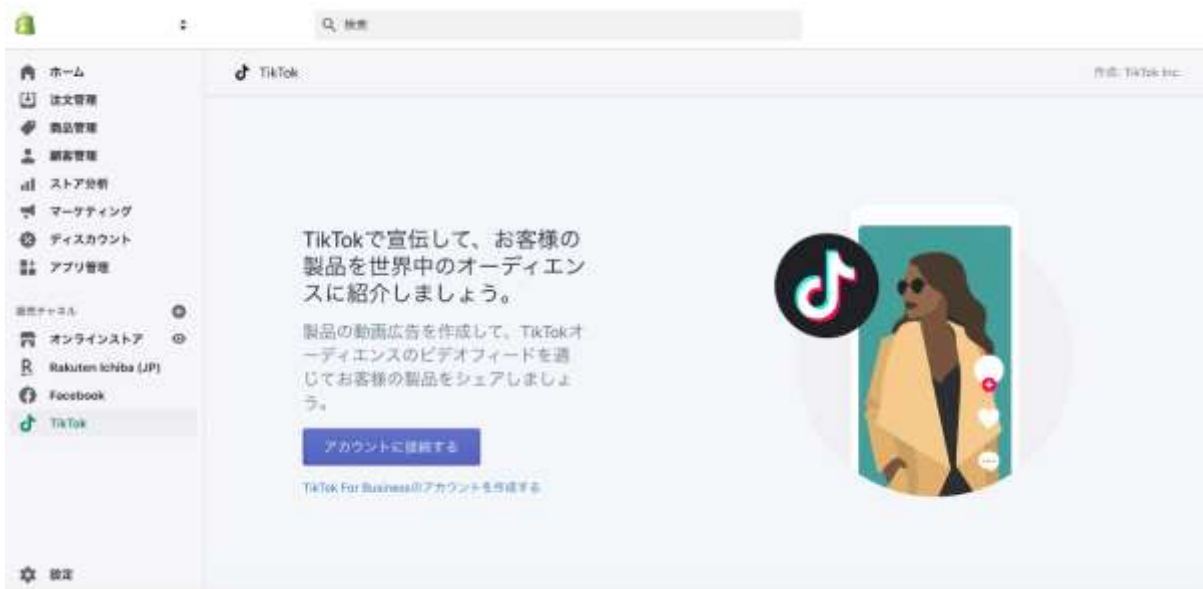 検索
ホーム
注文管理
商品管理
顧客管理
ストア分析
マーケティング
ディスカウント
アプリ管理
販売チャネル
オンラインストア
Rakuten Ichiba (JP)
Facebook
TikTok
設定
TikTok
作成: TikTok Inc.
TikTokで宣伝して、お客様の
製品を世界中のオーディエン
スに紹介しましょう。
製品の動画広告を作成して、TikTokオ
ーディエンスのビデオフィードを通
じてお客様の製品をシェアしましょ
う。
アカウントに接続する
TikTok For Businessのアカウントを作成する